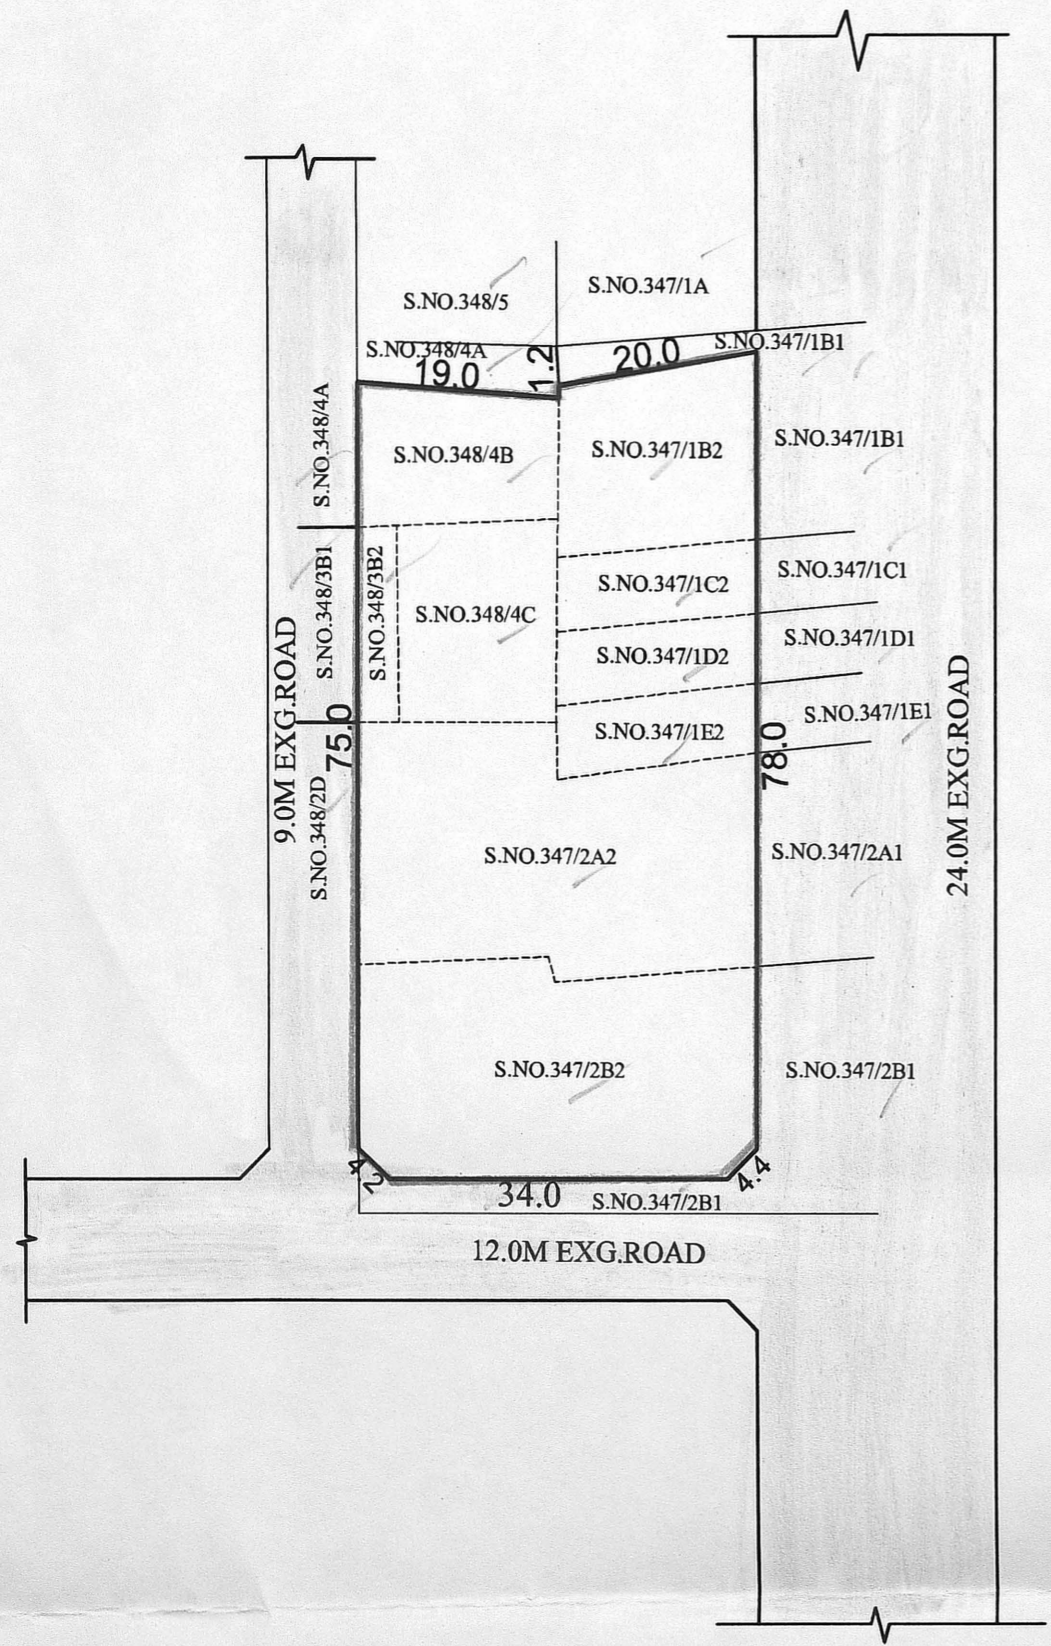 S.NO.347/1A
S.NO.348/5
S.NO.347/1B1
S.NO.348/4A
1.2
20.0
19.0
S.NO.348/4A
S.NO.348/4B
S.NO.347/1B2
S.NO.347/1B1
S.NO.348/3B1
S.NO.348/3B2
S.NO.348/4C
S.NO.347/1C2
S.NO.347/1C1
S.NO.347/1D2
S.NO.347/1D1
S.NO.347/1E2
S.NO.347/1E1
9.0M EXG.ROAD
75.0
78.0
24.0M EXG.ROAD
S.NO.348/2D
S.NO.347/2A2
S.NO.347/2A1
S.NO.347/2B2
S.NO.347/2B1
4.2
34.0
S.NO.347/2B1
4.4
12.0M EXG.ROAD